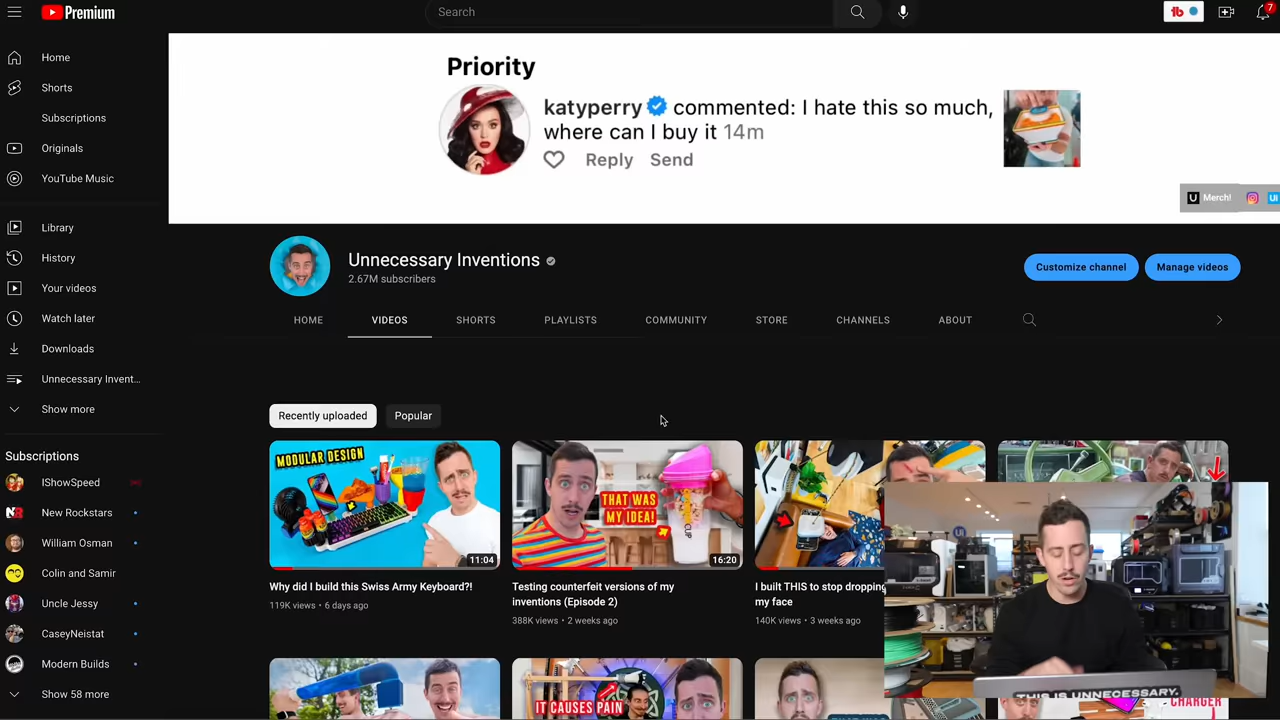 Premium
Search
7
Home
Shorts
Subscriptions
Originals
YouTube Music
Library
History
Your videos
Watch later
Downloads
Unnecessary Invent...
Show more
Subscriptions
IShowSpeed
New Rockstars
William Osman
Colin and Samir
Uncle Jessy
CaseyNeistat
Modern Builds
Show 58 more
Priority
katyperry commented: I hate this so much,
where can I buy it 14m
Reply Send
Merch!
Unnecessary Inventions
2.67M subscribers
Customize channel
Manage videos
HOME
VIDEOS
SHORTS
PLAYLISTS
COMMUNITY
STORE
CHANNELS
ABOUT
Recently uploaded
Popular
MODULAR DESIGN
11:04
Why did I build this Swiss Army Keyboard?!
119K views • 6 days ago
THAT WAS
MY IDEA!
16:20
Testing counterfeit versions of my
inventions (Episode 2)
388K views • 2 weeks ago
I built THIS to stop dropping
my face
140K views • 3 weeks ago
IT CAUSES PAIN
THIS IS UNNECESSARY.
CHARGER